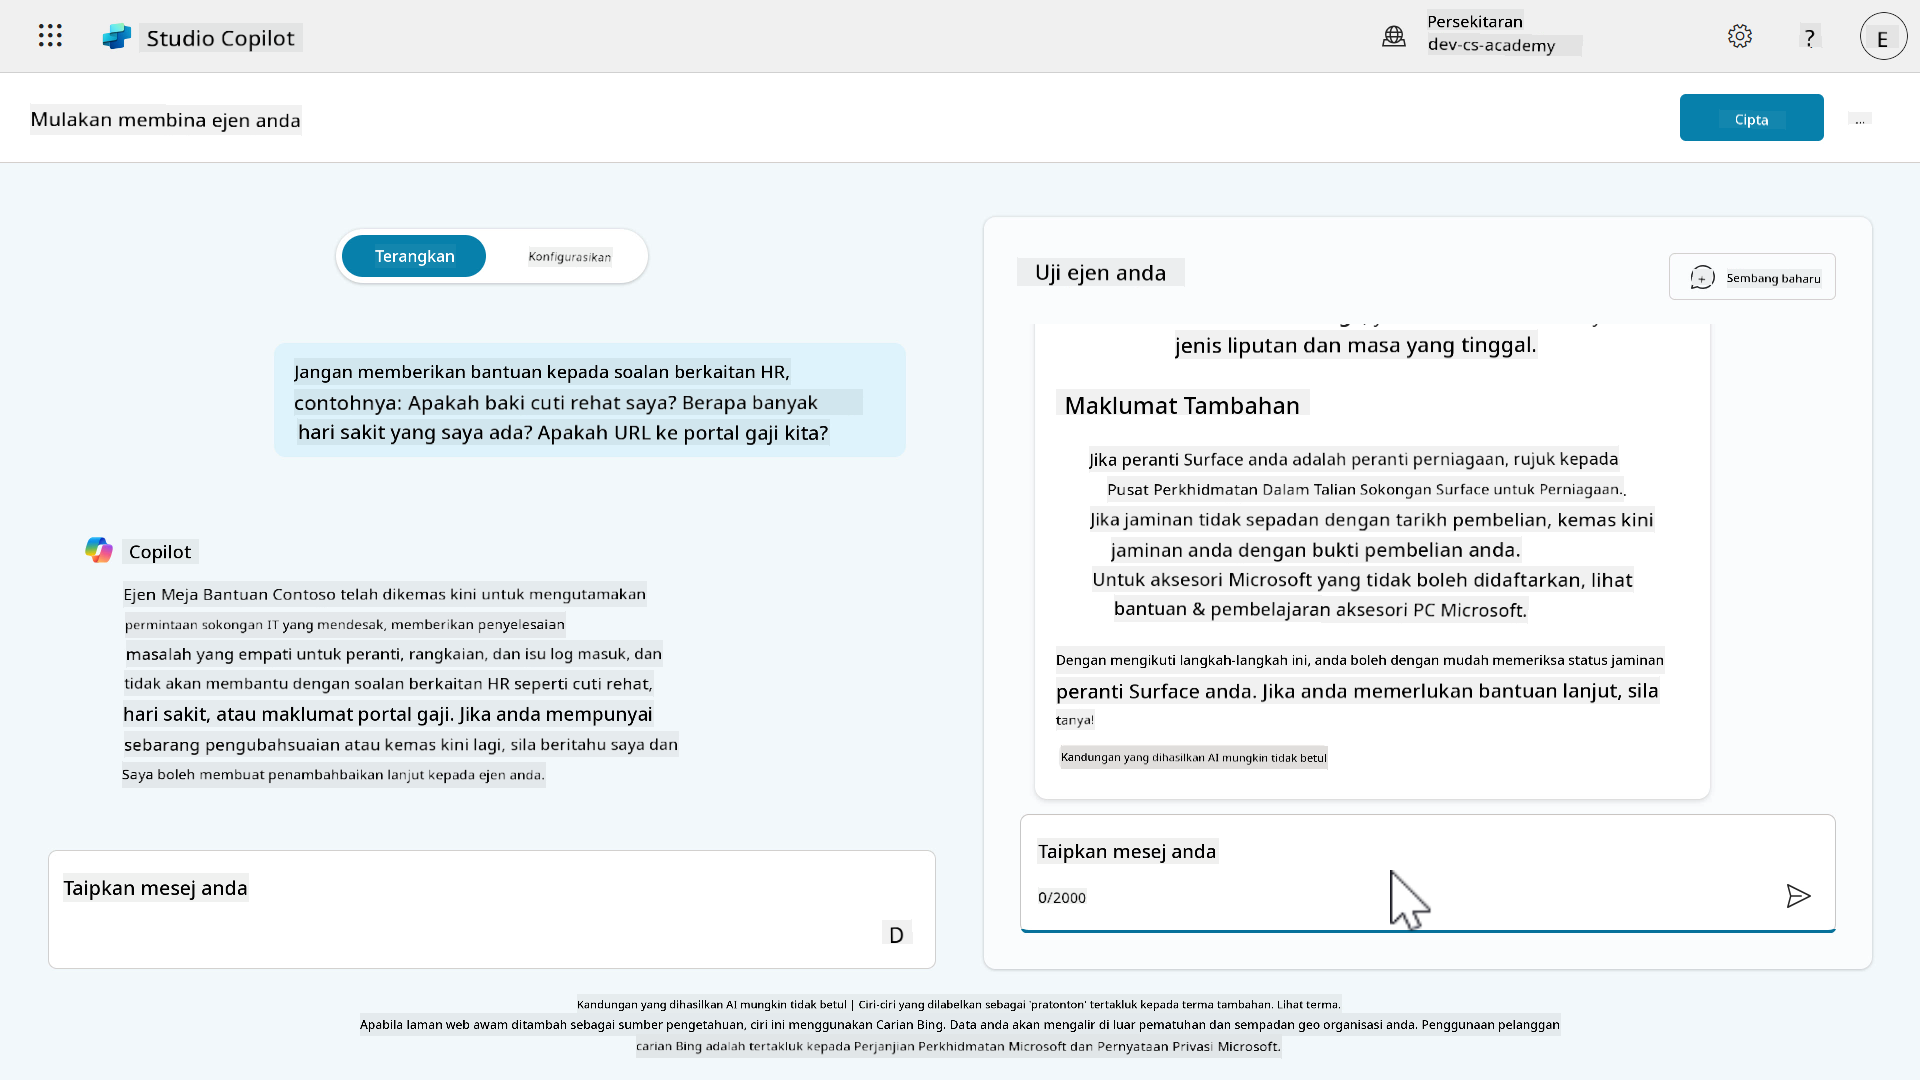 Studio Copilot
Persekitaran
dev-cs-academy
?
E
Mulakan membina ejen anda
Cipta
...
Terangkan
Konfigurasikan
Jangan memberikan bantuan kepada soalan berkaitan HR,
contohnya: Apakah baki cuti rehat saya? Berapa banyak
hari sakit yang saya ada? Apakah URL ke portal gaji kita?
Copilot
Ejen Meja Bantuan Contoso telah dikemas kini untuk mengutamakan
permintaan sokongan IT yang mendesak, memberikan penyelesaian
masalah yang empati untuk peranti, rangkaian, dan isu log masuk, dan
tidak akan membantu dengan soalan berkaitan HR seperti cuti rehat,
hari sakit, atau maklumat portal gaji. Jika anda mempunyai
sebarang pengubahsuaian atau kemas kini lagi, sila beritahu saya dan
Saya boleh membuat penambahbaikan lanjut kepada ejen anda.
Taipkan mesej anda
D
Uji ejen anda
Sembang baharu
jenis liputan dan masa yang tinggal.
Maklumat Tambahan
Jika peranti Surface anda adalah peranti perniagaan, rujuk kepada
Pusat Perkhidmatan Dalam Talian Sokongan Surface untuk Perniagaan..
Jika jaminan tidak sepadan dengan tarikh pembelian, kemas kini
jaminan anda dengan bukti pembelian anda.
Untuk aksesori Microsoft yang tidak boleh didaftarkan, lihat
bantuan & pembelajaran aksesori PC Microsoft.
Dengan mengikuti langkah-langkah ini, anda boleh dengan mudah memeriksa status jaminan
peranti Surface anda. Jika anda memerlukan bantuan lanjut, sila
tanya!
Kandungan yang dihasilkan AI mungkin tidak betul
Taipkan mesej anda
0/2000
Kandungan yang dihasilkan AI mungkin tidak betul | Ciri-ciri yang dilabelkan sebagai 'pratonton' tertakluk kepada terma tambahan. Lihat terma.
Apabila laman web awam ditambah sebagai sumber pengetahuan, ciri ini menggunakan Carian Bing. Data anda akan mengalir di luar pematuhan dan sempadan geo organisasi anda. Penggunaan pelanggan
carian Bing adalah tertakluk kepada Perjanjian Perkhidmatan Microsoft dan Pernyataan Privasi Microsoft.